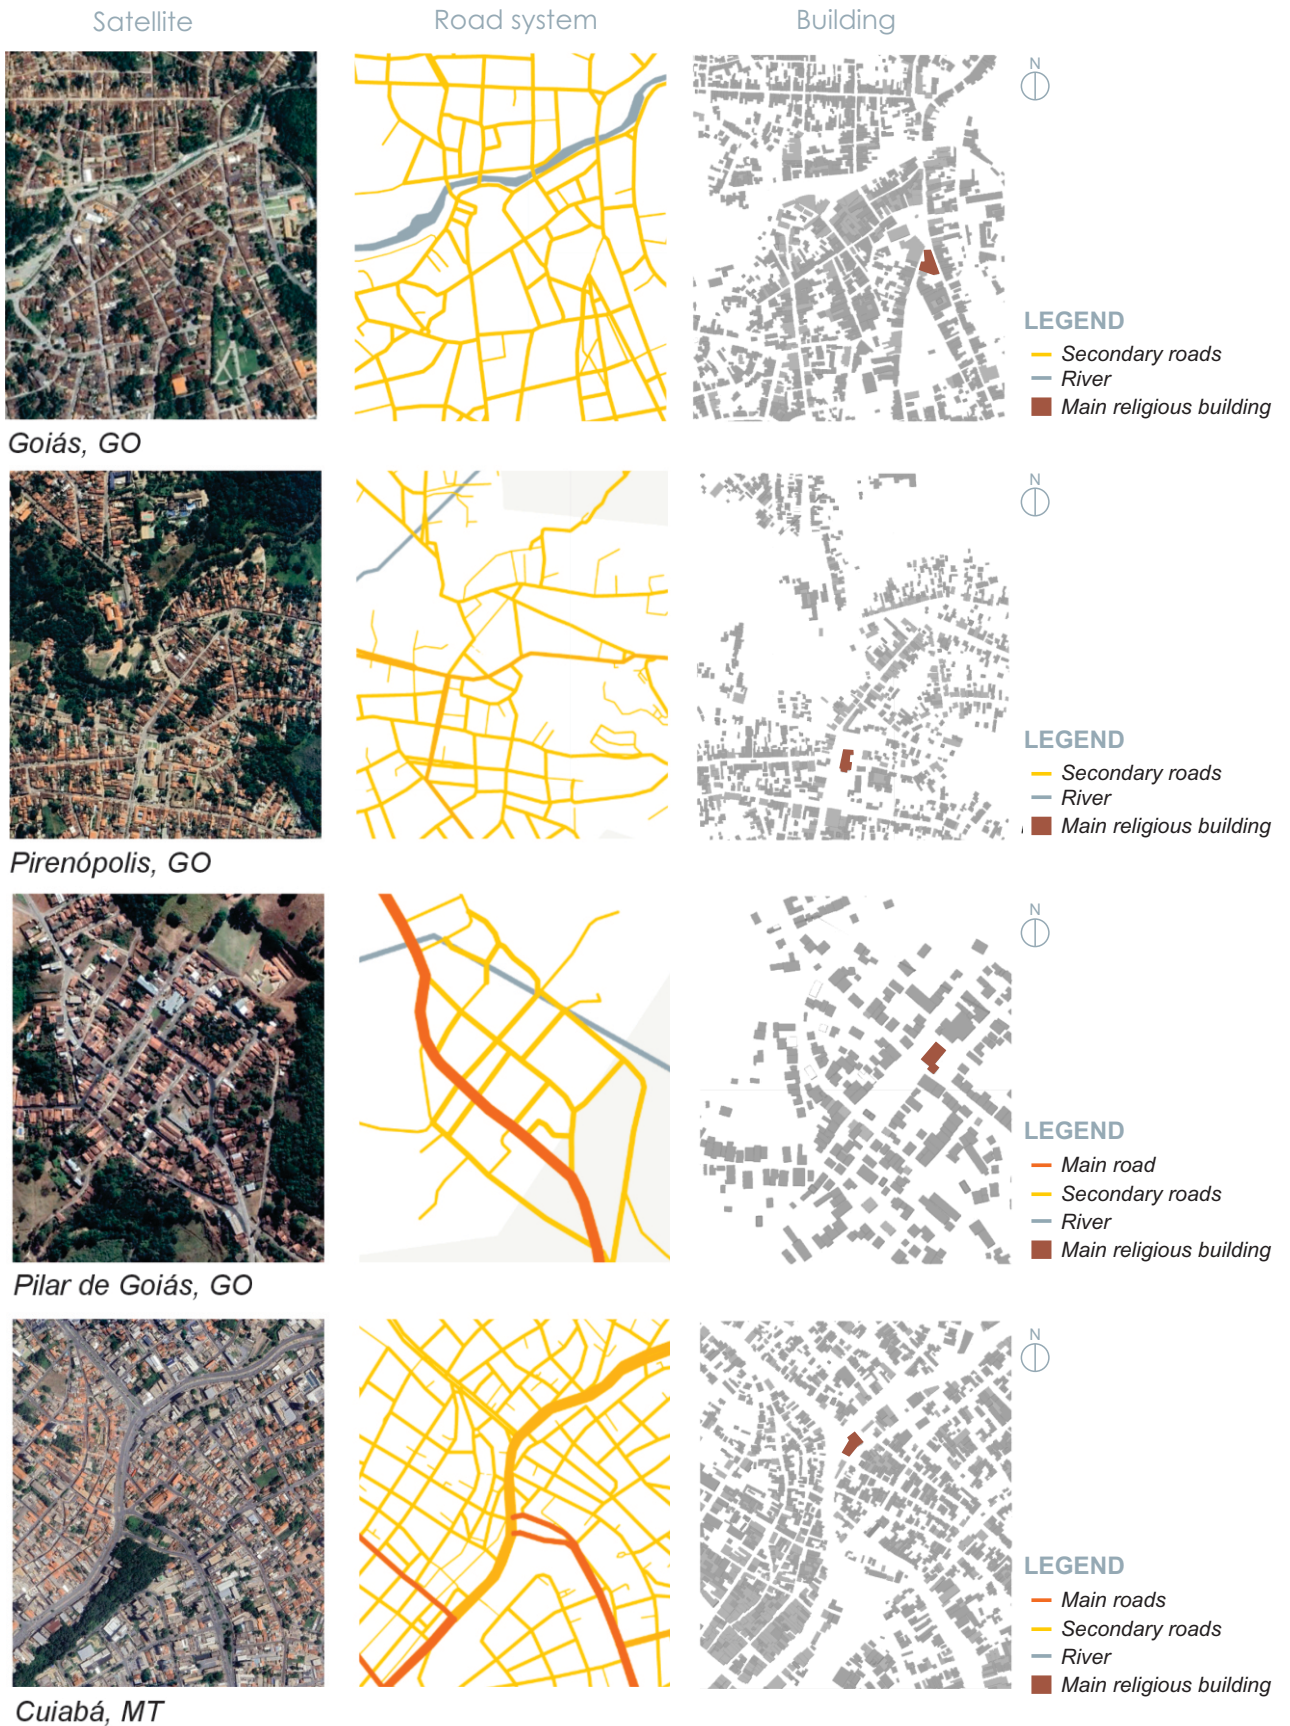 Satellite
Road system
Building
N
LEGEND
Secondary roads
River
Main religious building
Goiás, GO
N
LEGEND
Secondary roads
River
Main religious building
Pirenópolis, GO
N
LEGEND
Main road
Secondary roads
River
Main religious building
Pilar de Goiás, GO
N
LEGEND
Main roads
Secondary roads
River
Main religious building
Cuiabá, MT